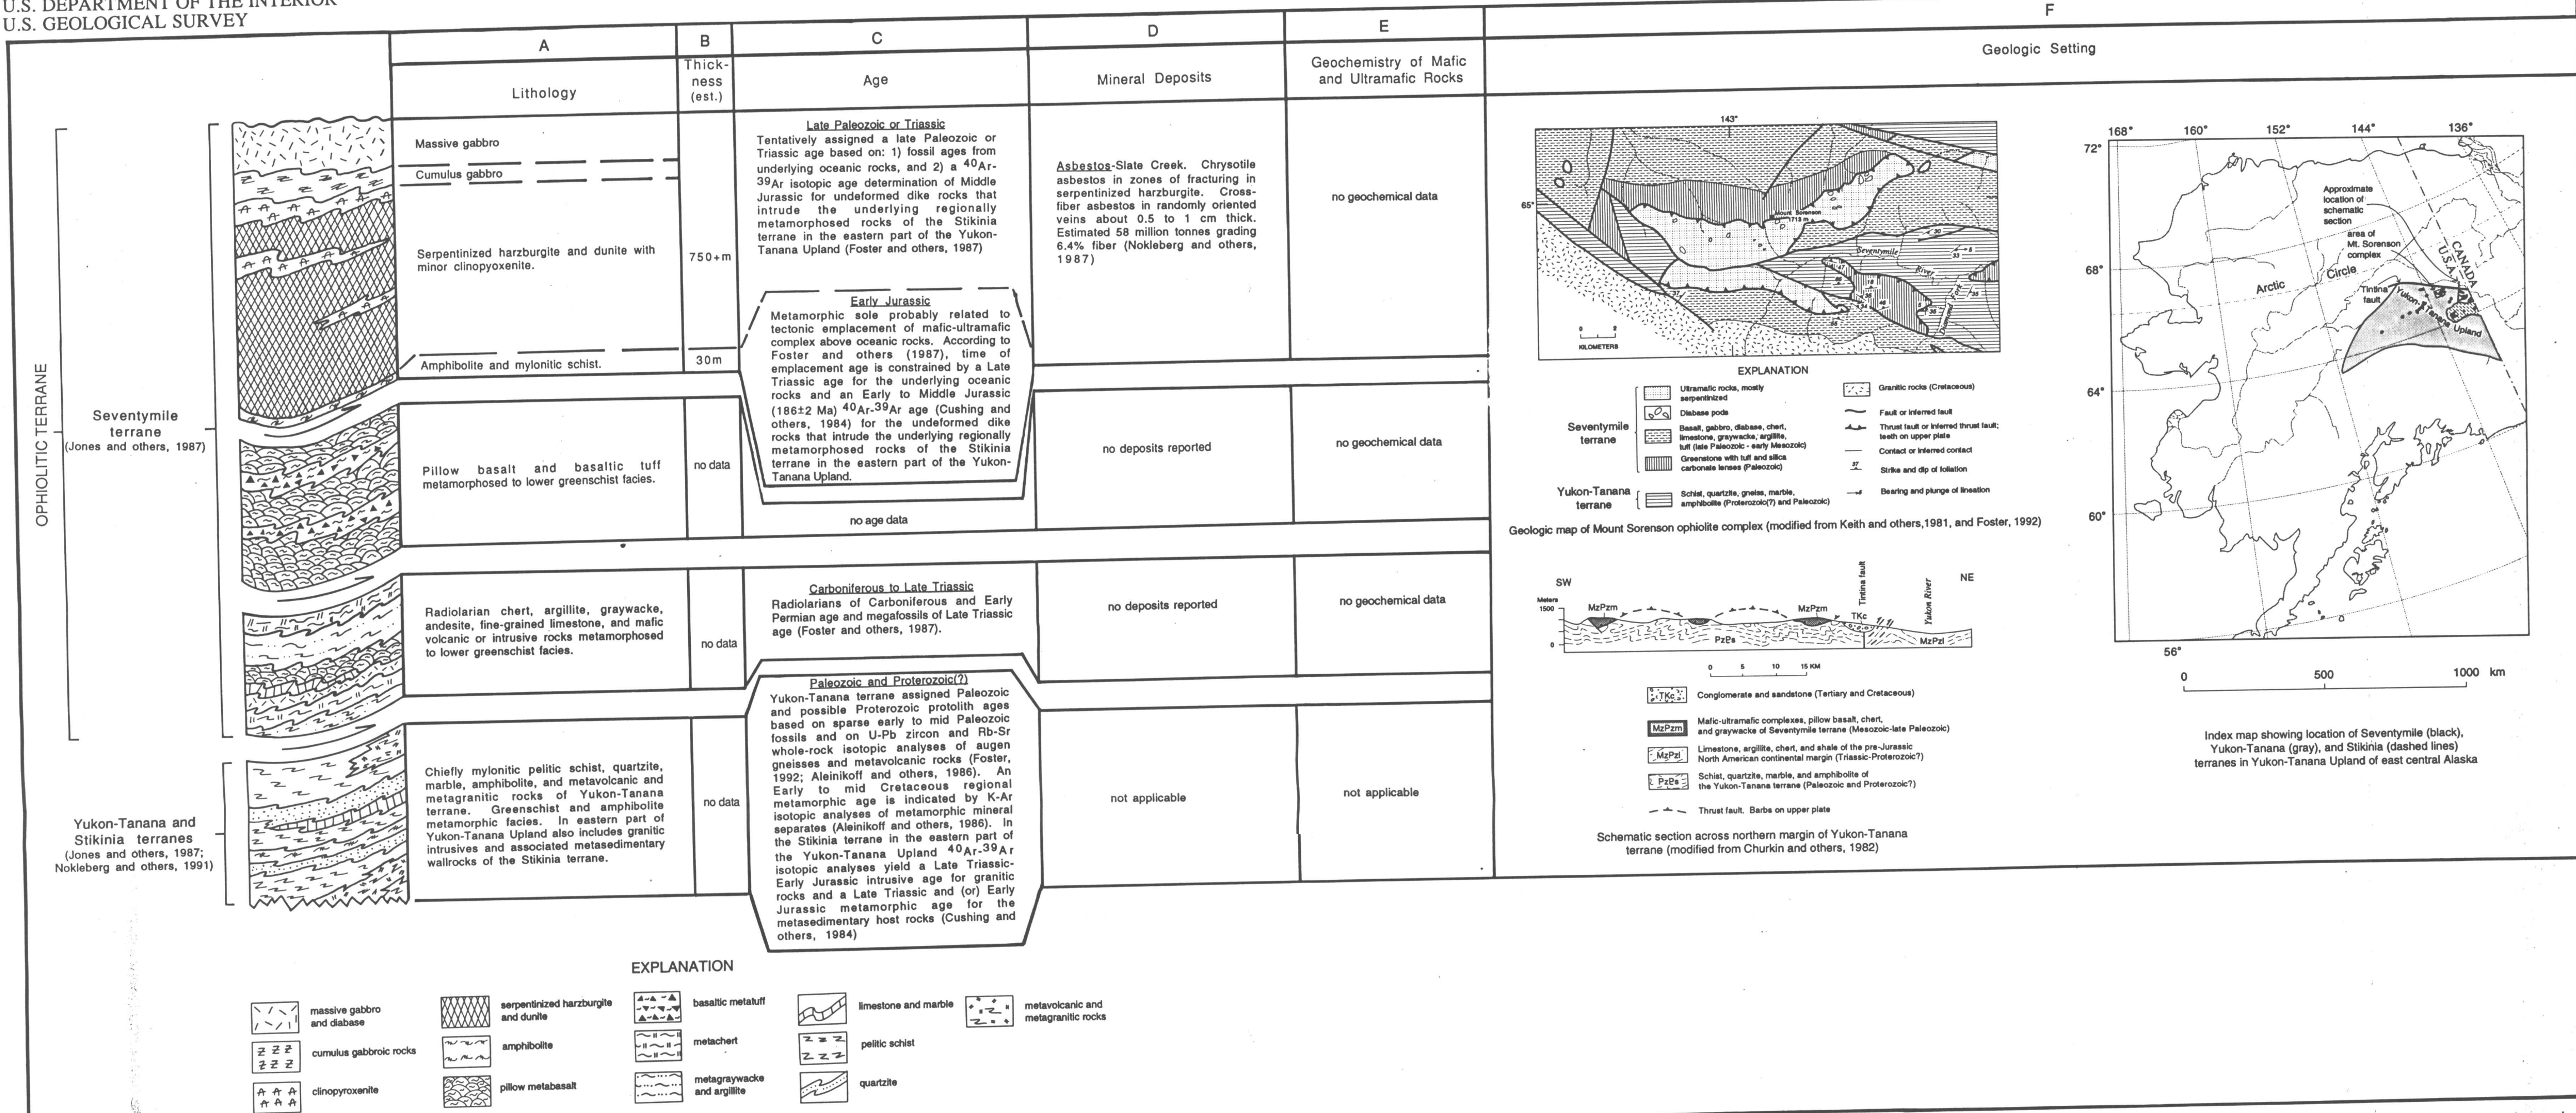 U.S. DEPARTMENT OF THE INTERIOR
U.S. GEOLOGICAL SURVEY
A
B
C
D
E
F
Lithology
Thick-
ness
(est.)
Age
Mineral Deposits
Geochemistry of Mafic
and Ultramafic Rocks
Geologic Setting
OPHIOLITIC TERRANE
Seventymile
terrane
(Jones and others, 1987)
Yukon-Tanana and
Stikinia terranes
(Jones and others, 1987;
Nokleberg and others, 1991)
Massive gabbro
Cumulus gabbro
Serpentinized harzburgite and dunite with
minor clinopyoxenite.
Amphibolite and mylonitic schist.
750+m
30m
Late Paleozoic or Triassic
Tentatively assigned a late Paleozoic or
Triassic age based on: 1) fossil ages from
underlying oceanic rocks, and 2) a 40Ar-
39Ar isotopic age determination of Middle
Jurassic for undeformed dike rocks that
intrude the underlying regionally
metamorphosed rocks of the Stikinia
terrane in the eastern part of the Yukon-
Tanana Upland (Foster and others, 1987)
Early Jurassic
Metamorphic sole probably related to
tectonic emplacement of mafic-ultramafic
complex above oceanic rocks. According to
Foster and others (1987), time of
emplacement age is constrained by a Late
Triassic age for the underlying oceanic
rocks and an Early to Middle Jurassic
(186±2 Ma) 40Ar-39Ar age (Cushing and
others, 1984) for the undeformed dike
rocks that intrude the underlying regionally
metamorphosed rocks of the Stikinia
terrane in the eastern part of the Yukon-
Tanana Upland.
Asbestos-Slate Creek. Chrysotile
asbestos in zones of fracturing in
serpentinized harzburgite. Cross-
fiber asbestos in randomly oriented
veins about 0.5 to 1 cm thick.
Estimated 58 million tonnes grading
6.4% fiber (Nokleberg and others,
1987)
no geochemical data
Pillow basalt and basaltic tuff
metamorphosed to lower greenschist facies.
no data
no age data
no deposits reported
no geochemical data
Radiolarian chert, argillite, graywacke,
andesite, fine-grained limestone, and mafic
volcanic or intrusive rocks metamorphosed
to lower greenschist facies.
no data
Carboniferous to Late Triassic
Radiolarians of Carboniferous and Early
Permian age and megafossils of Late Triassic
age (Foster and others, 1987).
no deposits reported
no geochemical data
Chiefly mylonitic pelitic schist, quartzite,
marble, amphibolite, and metavolcanic and
metagranitic rocks of Yukon-Tanana
terrane. Greenschist and amphibolite
metamorphic facies. In eastern part of
Yukon-Tanana Upland also includes granitic
intrusives and associated metasedimentary
wallrocks of the Stikinia terrane.
no data
Paleozoic and Proterozoic(?)
Yukon-Tanana terrane assigned Paleozoic
and possible Proterozoic protolith ages
based on sparse early to mid Paleozoic
fossils and on U-Pb zircon and Rb-Sr
whole-rock isotopic analyses of augen
gneisses and metavolcanic rocks (Foster,
1992; Aleinikoff and others, 1986). An
Early to mid Cretaceous regional
metamorphic age is indicated by K-Ar
isotopic analyses of metamorphic mineral
separates (Aleinikoff and others, 1986). In
the Stikinia terrane in the eastern part of
the Yukon-Tanana Upland 40Ar-39Ar
isotopic analyses yield a Late Triassic-
Early Jurassic intrusive age for granitic
rocks and a Late Triassic and (or) Early
Jurassic metamorphic age for the
metasedimentary host rocks (Cushing and
others, 1984)
not applicable
not applicable
EXPLANATION
massive gabbro
and diabase
cumulus gabbroic rocks
clinopyroxenite
serpentinized harzburgite
and dunite
amphibolite
pillow metabasalt
basaltic metatuff
metachert
metagraywacke
and argillite
limestone and marble
pelitic schist
quartzite
metavolcanic and
metagranitic rocks
143°
65°
Mount Sorenson
Seventymile
River
0 2
KILOMETERS
EXPLANATION
Seventymile
terrane
Ultramafic rocks, mostly
serpentinized
Diabase pods
Basalt, gabbro, diabase, chert,
limestone, graywacke, argillite,
tuff (late Paleozoic - early Mesozoic)
Greenstone with tuff and silica
carbonate lenses (Paleozoic)
Yukon-Tanana
terrane
Schist, quartzite, gneiss, marble,
amphibolite (Proterozoic(?) and Paleozoic)
Granitic rocks (Cretaceous)
Fault or inferred fault
Thrust fault or inferred thrust fault;
teeth on upper plate
Contact or inferred contact
37
Strike and dip of foliation
Bearing and plunge of lineation
Geologic map of Mount Sorenson ophiolite complex (modified from Keith and others,1981, and Foster, 1992)
SW
NE
Meters
1500
0
MzPzm
MzPzm
Tintina fault
Yukon River
TKc
PzPs
MzPzl
0 5 10 15 KM
TKc
Conglomerate and sandstone (Tertiary and Cretaceous)
MzPzm
Mafic-ultramafic complexes, pillow basalt, chert,
and graywacke of Seventymile terrane (Mesozoic-late Paleozoic)
MzPzl
Limestone, argillite, chert, and shale of the pre-Jurassic
North American continental margin (Triassic-Proterozoic?)
PzPs
Schist, quartzite, marble, and amphibolite of
the Yukon-Tanana terrane (Paleozoic and Proterozoic?)
Thrust fault. Barbs on upper plate
Schematic section across northern margin of Yukon-Tanana
terrane (modified from Churkin and others, 1982)
168° 160° 152° 144° 136°
72°
68°
64°
60°
56°
Approximate
location of
schematic
section
area of
Mt. Sorenson
complex
CANADA
U.S.A.
Arctic Circle
Tintina
fault
Yukon-Tanana Upland
0 500 1000 km
Index map showing location of Seventymile (black),
Yukon-Tanana (gray), and Stikinia (dashed lines)
terranes in Yukon-Tanana Upland of east central Alaska